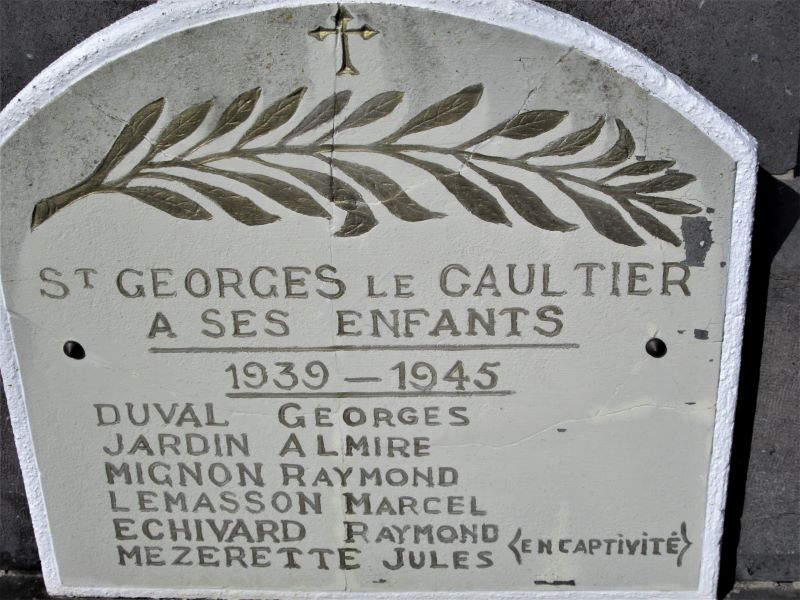 ST GEORGES LE GAULTIER
A SES ENFANTS
1939 – 1945
DUVAL GEORGES
JARDIN ALMIRE
MIGNON RAYMOND
LEMASSON MARCEL
ECHIVARD RAYMOND
MEZERETTE JULES (EN CAPTIVITÉ)